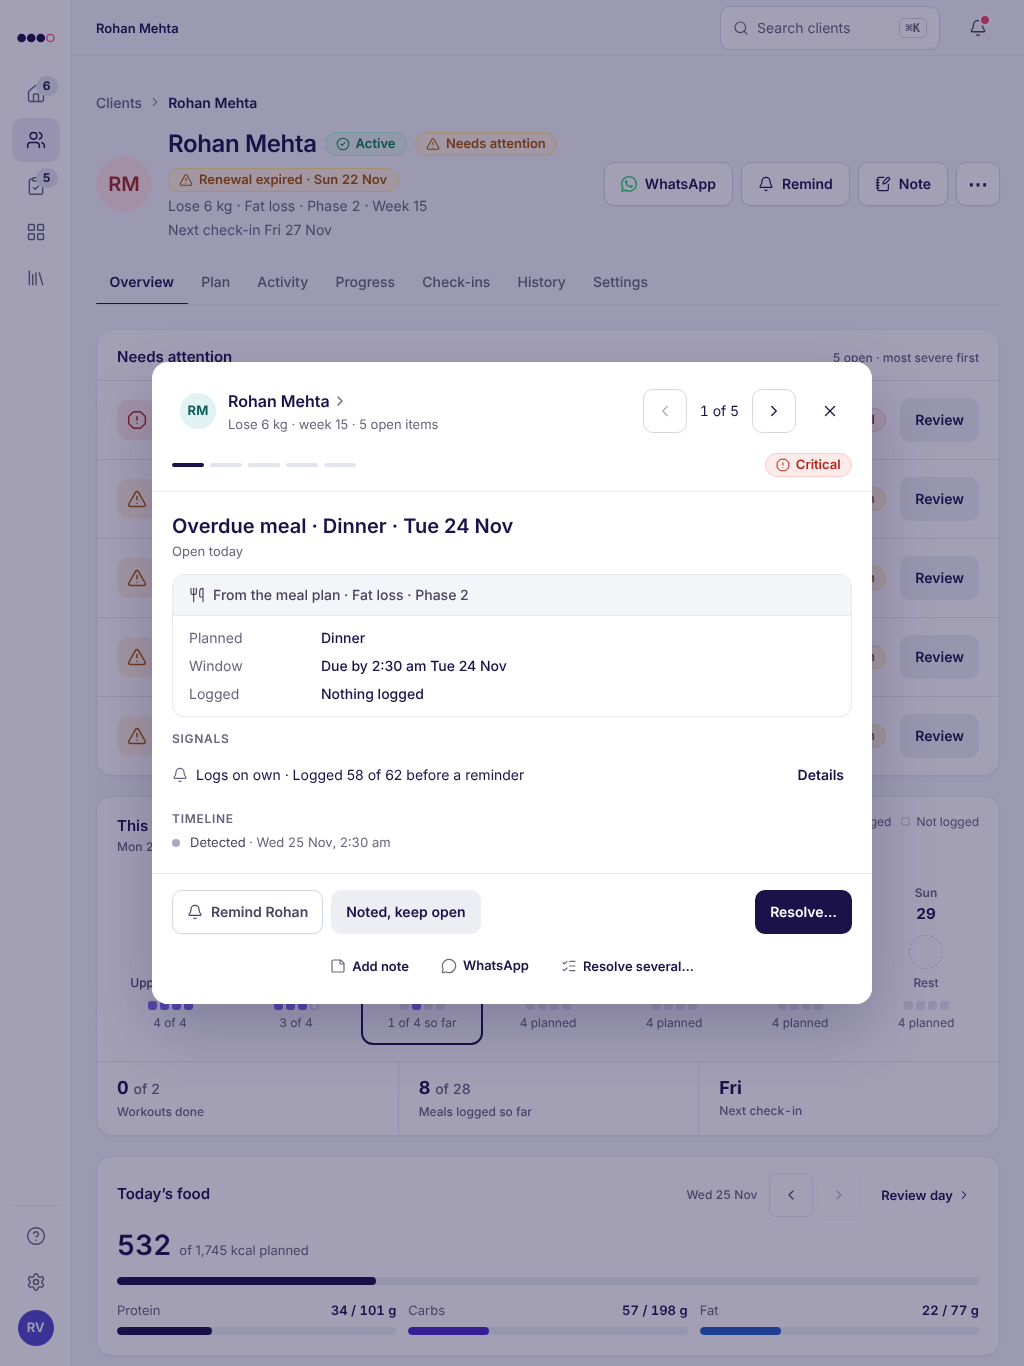 Rohan Mehta
Search clients
⌘K
6
5
Clients
Rohan Mehta
RM
Rohan Mehta
Active
Needs attention
Renewal expired · Sun 22 Nov
Lose 6 kg · Fat loss · Phase 2 · Week 15
Next check-in Fri 27 Nov
WhatsApp
Remind
Note
Overview
Plan
Activity
Progress
Check-ins
History
Settings
Needs attention
5 open · most severe first
Review
Review
Review
Review
Review
RM
Rohan Mehta
Lose 6 kg · week 15 · 5 open items
1 of 5
Critical
Overdue meal · Dinner · Tue 24 Nov
Open today
From the meal plan · Fat loss · Phase 2
Planned
Dinner
Window
Due by 2:30 am Tue 24 Nov
Logged
Nothing logged
SIGNALS
Logs on own · Logged 58 of 62 before a reminder
Details
TIMELINE
Detected · Wed 25 Nov, 2:30 am
Remind Rohan
Noted, keep open
Resolve...
Add note
WhatsApp
Resolve several...
This
Mon 2
Not logged
Sun
29
Rest
4 of 4
3 of 4
1 of 4 so far
4 planned
4 planned
4 planned
4 planned
0 of 2
Workouts done
8 of 28
Meals logged so far
Fri
Next check-in
Today's food
Wed 25 Nov
Review day
532 of 1,745 kcal planned
Protein
34 / 101 g
Carbs
57 / 198 g
Fat
22 / 77 g
RV